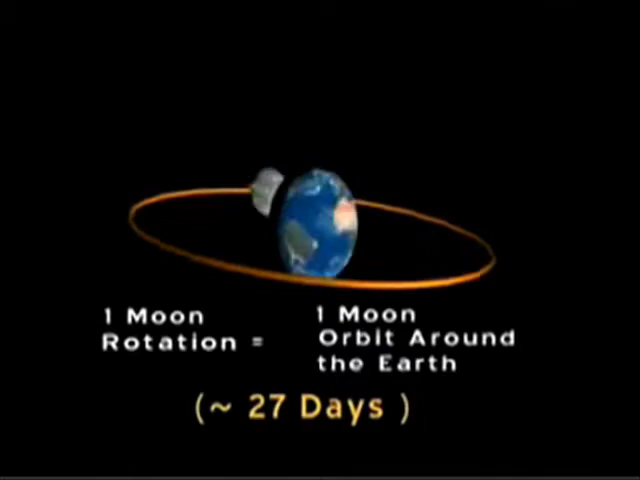 1 Moon
Rotation =
1 Moon
Orbit Around
the Earth
(~ 27 Days )